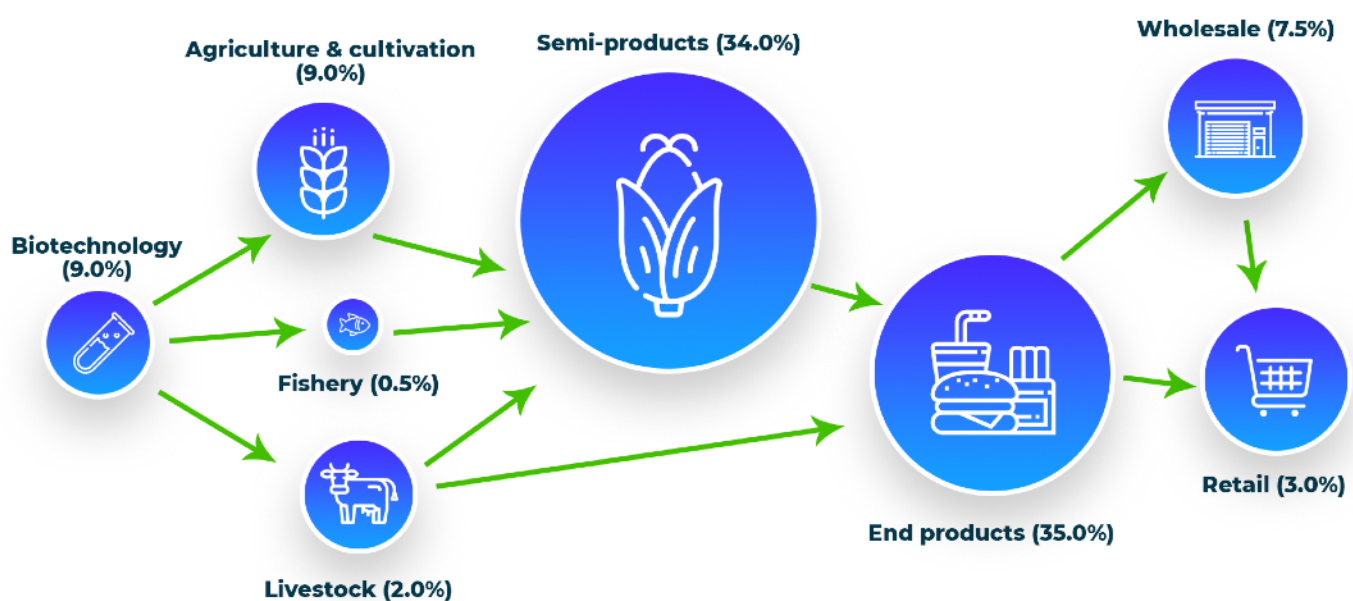 Wholesale (7.5%)
Semi-products (34.0%)
Agriculture & cultivation
(9.0%)
Biotechnology
(9.0%)
Fishery (0.5%)
Retail (3.0%)
End products (35.0%)
Livestock (2.0%)